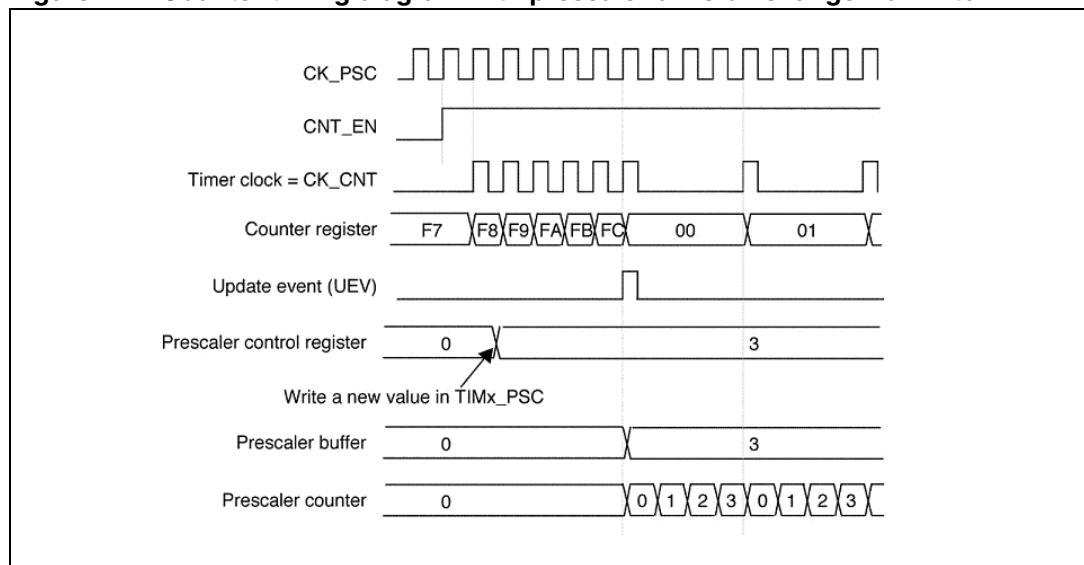 CK_PSC
CNT_EN
Timer clock = CK_CNT
Counter register F7 F8 F9 FA FB FC 00 01
Update event (UEV)
Prescaler control register 0 3
Write a new value in TIMx_PSC
Prescaler buffer 0 3
Prescaler counter 0 0 1 2 3 0 1 2 3